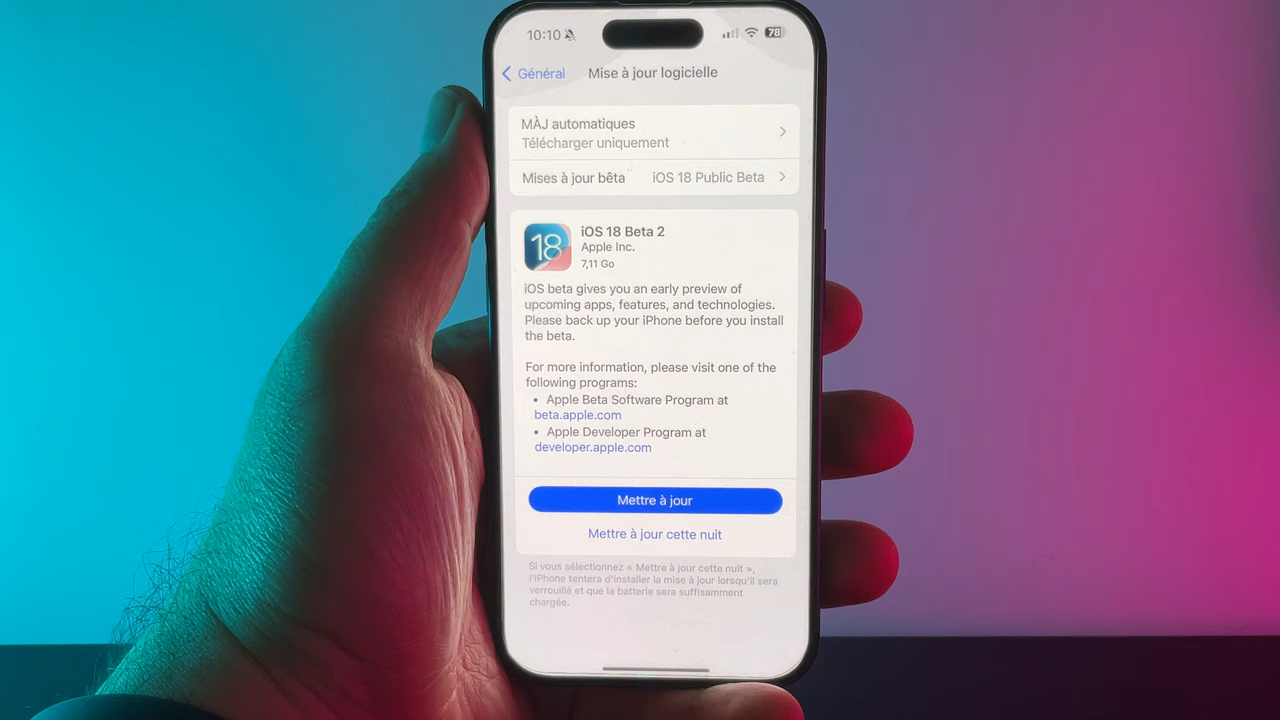 10:10
78
Général
Mise à jour logicielle
MÀJ automatiques
Télécharger uniquement
Mises à jour bêta
iOS 18 Public Beta
18
iOS 18 Beta 2
Apple Inc.
7,11 Go
iOS beta gives you an early preview of
upcoming apps, features, and technologies.
Please back up your iPhone before you install
the beta.
For more information, please visit one of the
following programs:
• Apple Beta Software Program at
beta.apple.com
• Apple Developer Program at
developer.apple.com
Mettre à jour
Mettre à jour cette nuit
Si vous sélectionnez « Mettre à jour cette nuit »,
l’iPhone tentera d’installer la mise à jour lorsqu’il sera
verrouillé et que la batterie sera suffisamment
chargée.